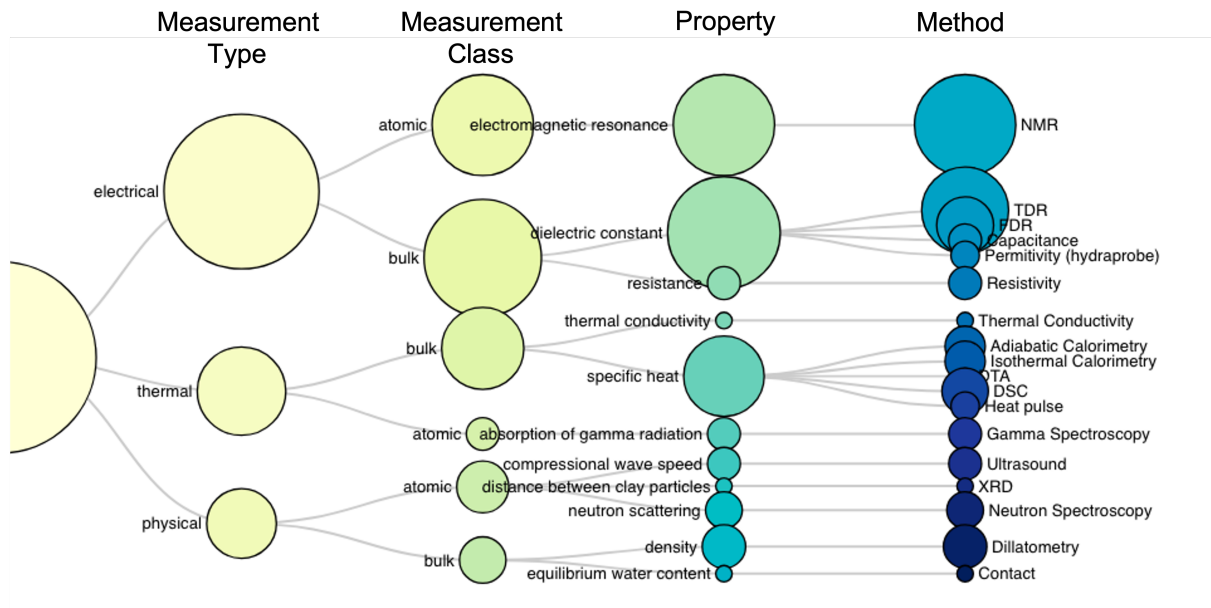 Measurement Type
Measurement Class
Property
Method
electrical
thermal
physical
atomic
bulk
bulk
atomic
atomic
bulk
electromagnetic resonance
dielectric constant
resistance
thermal conductivity
specific heat
absorption of gamma radiation
compressional wave speed
distance between clay particles
neutron scattering
density
equilibrium water content
NMR
TDR
FDR
Capacitance
Permitivity (hydraprobe)
Resistivity
Thermal Conductivity
Adiabatic Calorimetry
Isothermal Calorimetry
DTA
DSC
Heat pulse
Gamma Spectroscopy
Ultrasound
XRD
Neutron Spectroscopy
Dillatometry
Contact